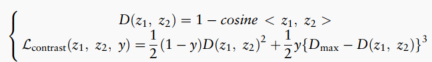 D(z₁, z₂) = 1 − cosine < z₁, z₂ >
ℒcontrast(z₁, z₂, y) = 1/2(1 − y)D(z₁, z₂)² + 1/2y{Dmax − D(z₁, z₂)}³